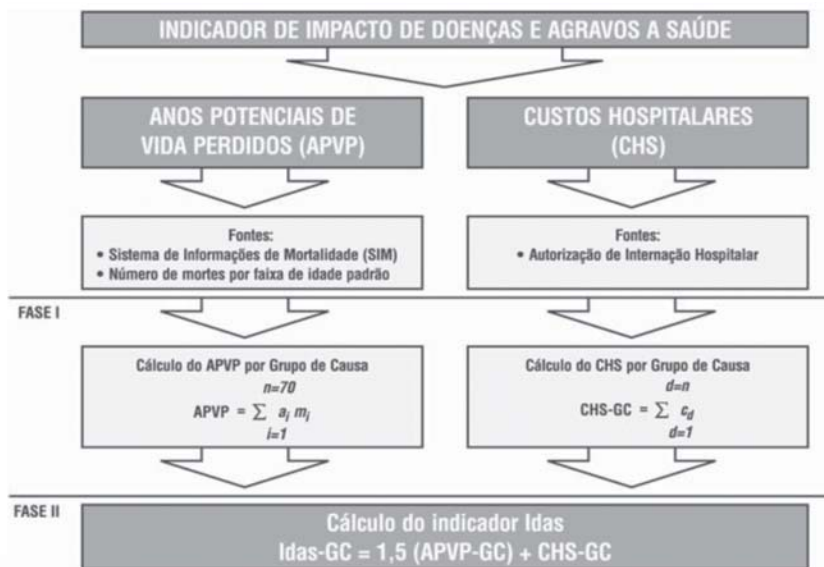 INDICADOR DE IMPACTO DE DOENÇAS E AGRAVOS A SAÚDE
ANOS POTENCIAIS DE
VIDA PERDIDOS (APVP)
CUSTOS HOSPITALARES
(CHS)
Fontes:
• Sistema de Informações de Mortalidade (SIM)
• Número de mortes por faixa de idade padrão
Fontes:
• Autorização de Internação Hospitalar
FASE I
Cálculo do APVP por Grupo de Causa
n=70
APVP = ∑ aᵢ mᵢ
i=1
Cálculo do CHS por Grupo de Causa
d=n
CHS-GC = ∑ c_d
d=1
FASE II
Cálculo do indicador Idas
Idas-GC = 1,5 (APVP-GC) + CHS-GC